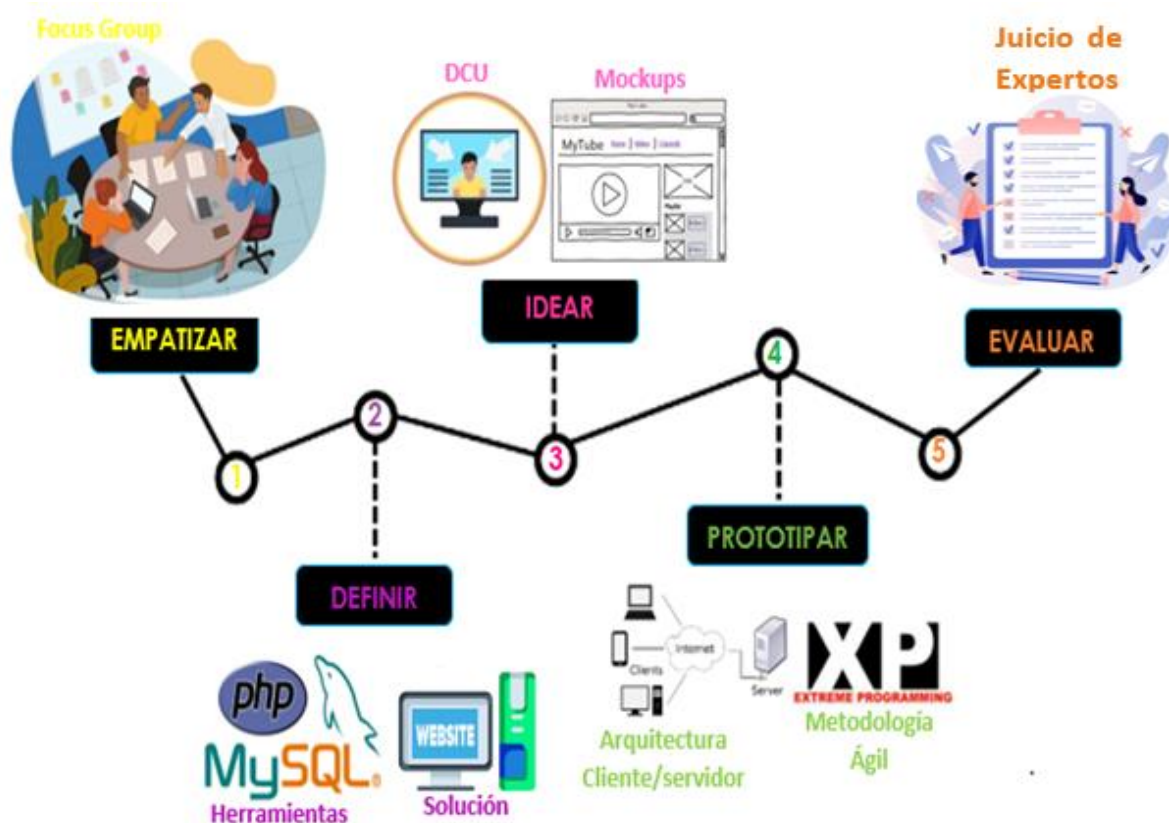 Focus Group
EMPATIZAR
1
2
DEFINIR
php
MySQL®
Herramientas
WEBSITE
Solución
DCU
Mockups
MyTube
IDEAR
3
4
PROTOTIPAR
Internet
Clients
Server
Arquitectura
Cliente/servidor
XP
EXTREME PROGRAMMING
Metodología
Ágil
Juicio de
Expertos
EVALUAR
5